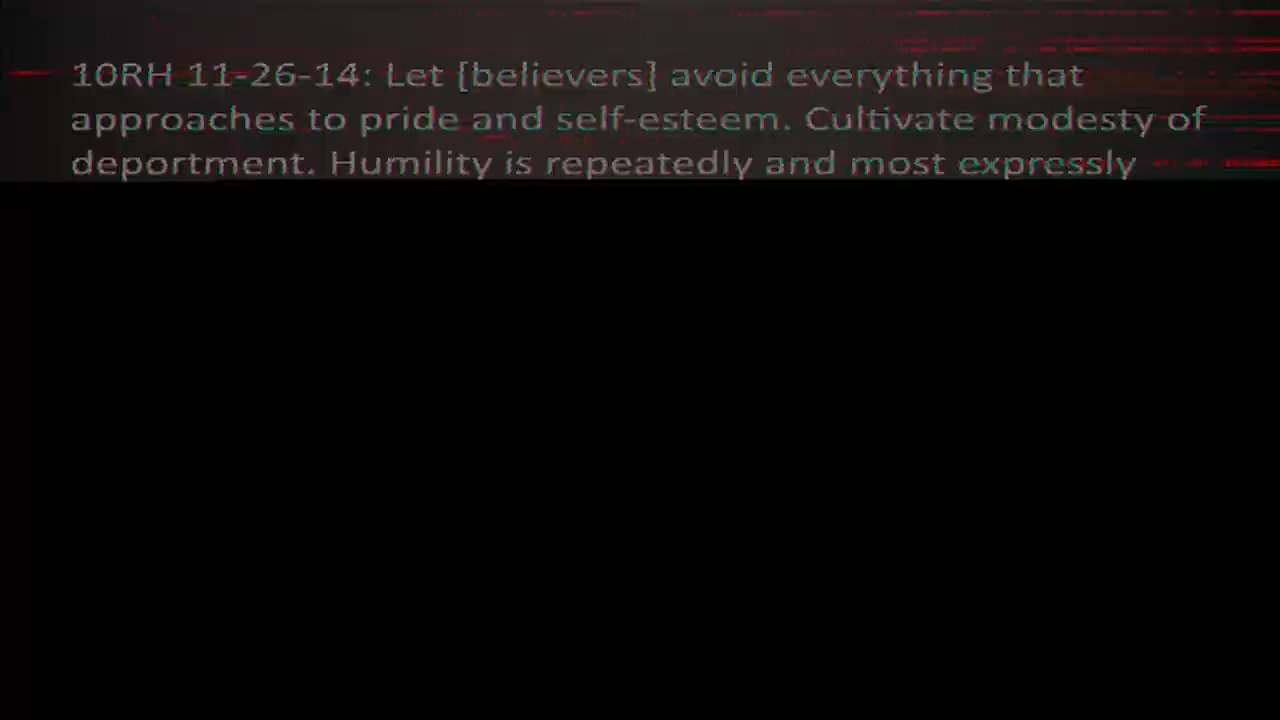 10RH 11-26-14: Let [believers] avoid everything that
approaches to pride and self-esteem. Cultivate modesty of
deportment. Humility is repeatedly and most expressly